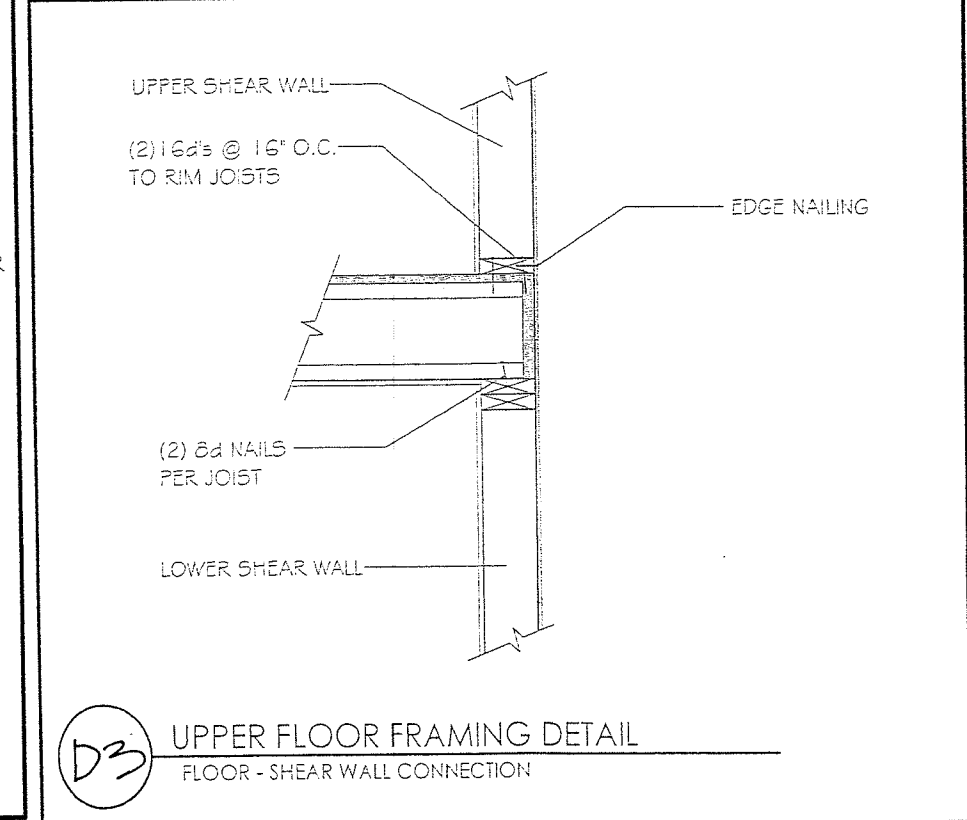 UPPER SHEAR WALL
(2)16d's @ 16" O.C.
TO RIM JOISTS
EDGE NAILING
(2) 8d NAILS
PER JOIST
LOWER SHEAR WALL
D3
UPPER FLOOR FRAMING DETAIL
FLOOR - SHEAR WALL CONNECTION